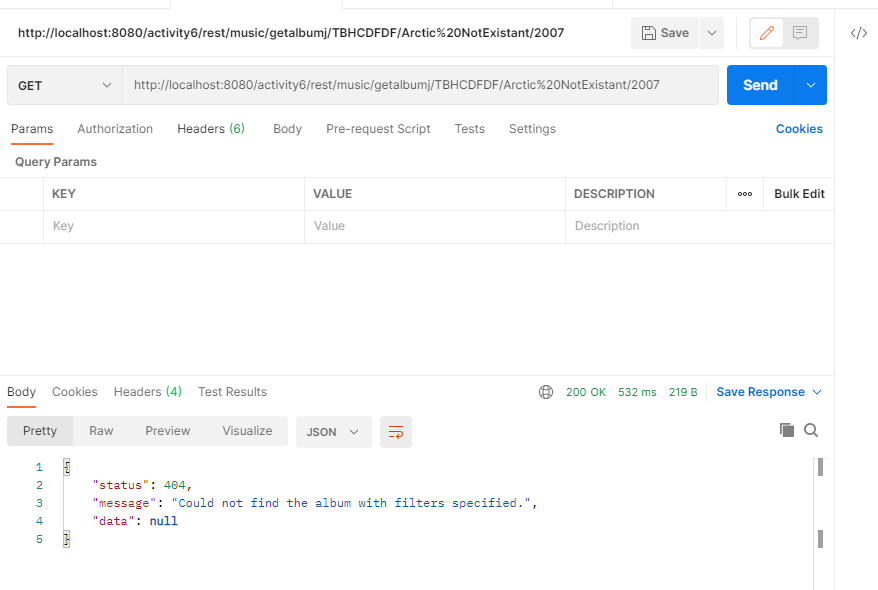 http://localhost:8080/activity6/rest/music/getalbumj/TBHCDFDF/Arctic%20NotExistant/2007
Save
GET
http://localhost:8080/activity6/rest/music/getalbumj/TBHCDFDF/Arctic%20NotExistant/2007
Send
Params Authorization Headers (6) Body Pre-request Script Tests Settings Cookies
Query Params
KEY VALUE DESCRIPTION ooo Bulk Edit
Key Value Description
Body Cookies Headers (4) Test Results 200 OK 532 ms 219 B Save Response
Pretty Raw Preview Visualize JSON
1 {
2 "status": 404,
3 "message": "Could not find the album with filters specified.",
4 "data": null
5 }